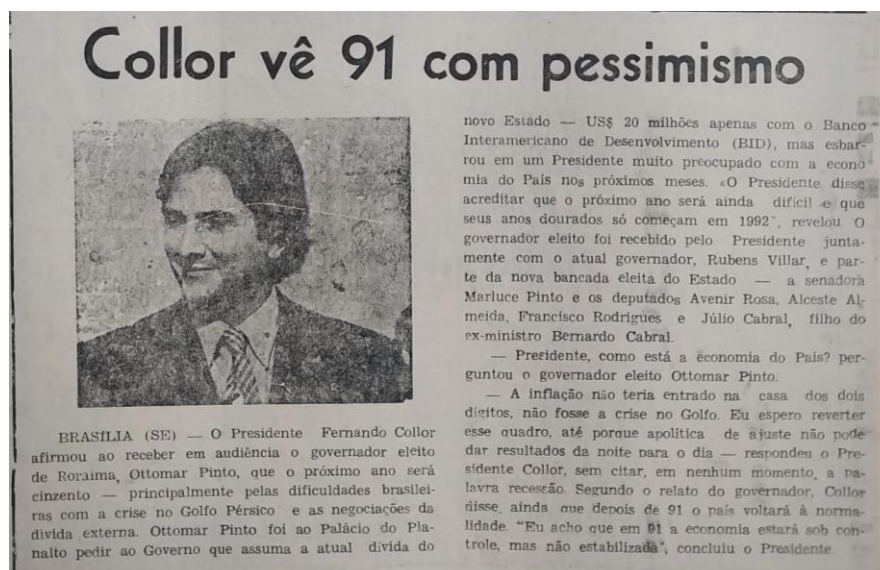 Collor vê 91 com pessimismo
BRASÍLIA (SE) — O Presidente Fernando Collor
afirmou ao receber em audiência o governador eleito
de Roraima, Ottomar Pinto, que o próximo ano será
cinzento — principalmente pelas dificuldades brasilei-
ras com a crise no Golfo Pérsico e as negociações da
divida externa. Ottomar Pinto foi ao Palácio do Pla-
nalto pedir ao Governo que assuma a atual divida do
novo Estado — US$ 20 milhões apenas com o Banco
Interamericano de Desenvolvimento (BID), mas esbar-
rou em um Presidente muito preocupado com a econo
mia do País nos próximos meses. «O Presidente disse
acreditar que o próximo ano será ainda difícil e que
seus anos dourados só começam em 1992", revelou. O
governador eleito foi recebido pelo Presidente junta-
mente com o atual governador, Rubens Villar, e par-
te da nova bancada eleita do Estado — a senadora
Marluce Pinto e os deputados Avenir Rosa, Alceste Al-
meida, Francisco Rodrigues e Júlio Cabral, filho do
ex-ministro Bernardo Cabral.
— Presidente, como está a economia do País? per-
guntou o governador eleito Ottomar Pinto.
— A inflação não teria entrado na casa dos dois
dígitos, não fosse a crise no Golfo. Eu espero reverter
esse quadro, até porque apolítica de ajuste não pode
dar resultados da noite para o dia — respondeu o Pre-
sidente Collor, sem citar, em nenhum momento, a pa-
lavra recessão Segundo o relato do governador, Collor
disse, ainda que depois de 91 o país voltará à norma-
lidade. "Eu acho que em 91 a economia estará sob con-
trole, mas não estabilizada", concluiu o Presidente